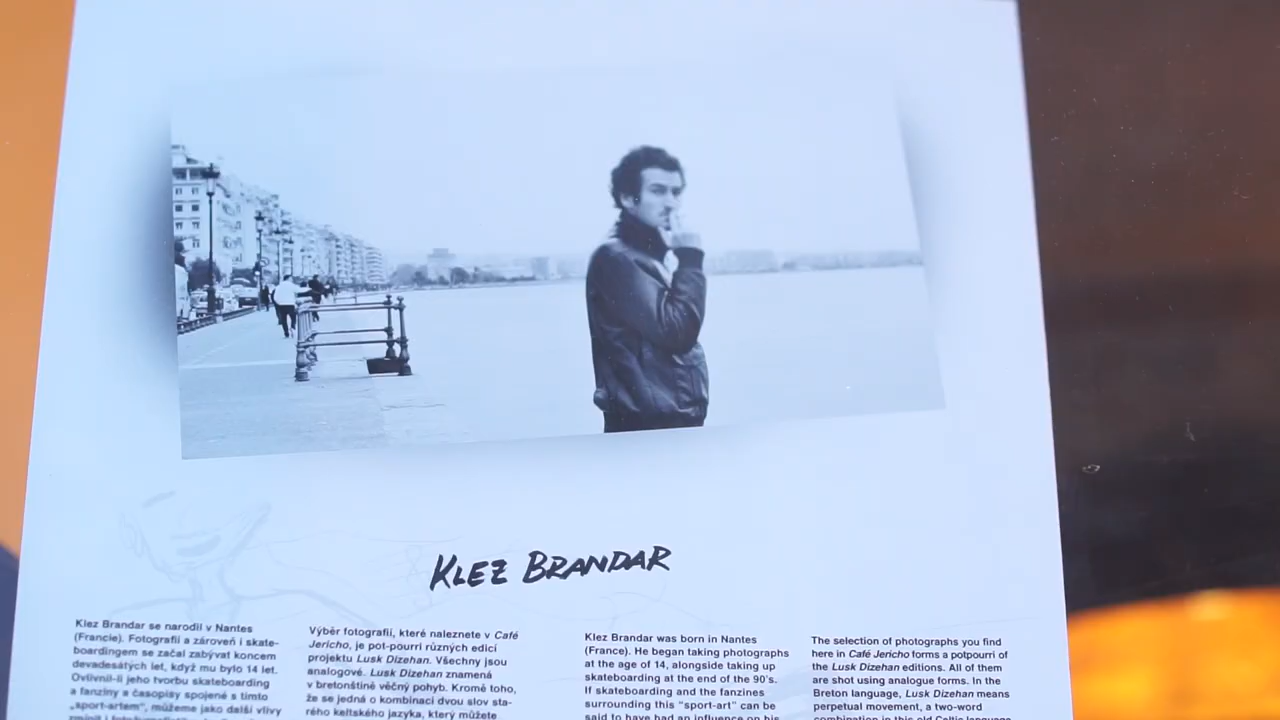 KLEZ BRANDAR
Klez Brandar se narodil v Nantes
(Francie). Fotografii a zároveň i skate-
boardingem se začal zabývat koncem
devadesátých let, když mu bylo 14 let.
Ovlivnil-li jeho tvorbu skateboarding
a fanziny a časopisy spojené s tímto
„sport-artem“, můžeme jako další vlivy
Výběr fotografií, které naleznete v Café
Jericho, je pot-pourri různých edicí
projektu Lusk Dizehan. Všechny jsou
analogové. Lusk Dizehan znamená
v bretonštině věčný pohyb. Kromě toho,
že se jedná o kombinaci dvou slov sta-
rého keltského jazyka, který můžete
Klez Brandar was born in Nantes
(France). He began taking photographs
at the age of 14, alongside taking up
skateboarding at the end of the 90's.
If skateboarding and the fanzines
surrounding this "sport-art" can be
said to have had an influence on his
The selection of photographs you find
here in Café Jericho forms a potpourri of
the Lusk Dizehan editions. All of them
are shot using analogue forms. In the
Breton language, Lusk Dizehan means
perpetual movement, a two-word
combination in this old Celtic language